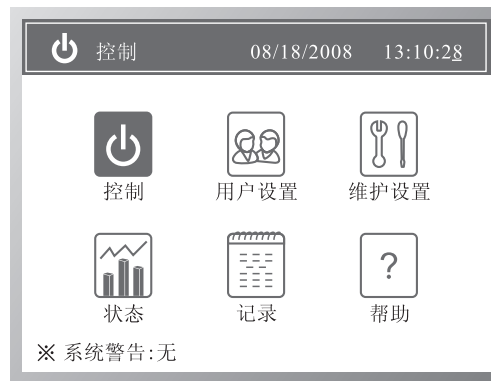 控制 08/18/2008 13:10:28
控制 用户设置 维护设置
?
状态 记录 帮助
※ 系统警告:无